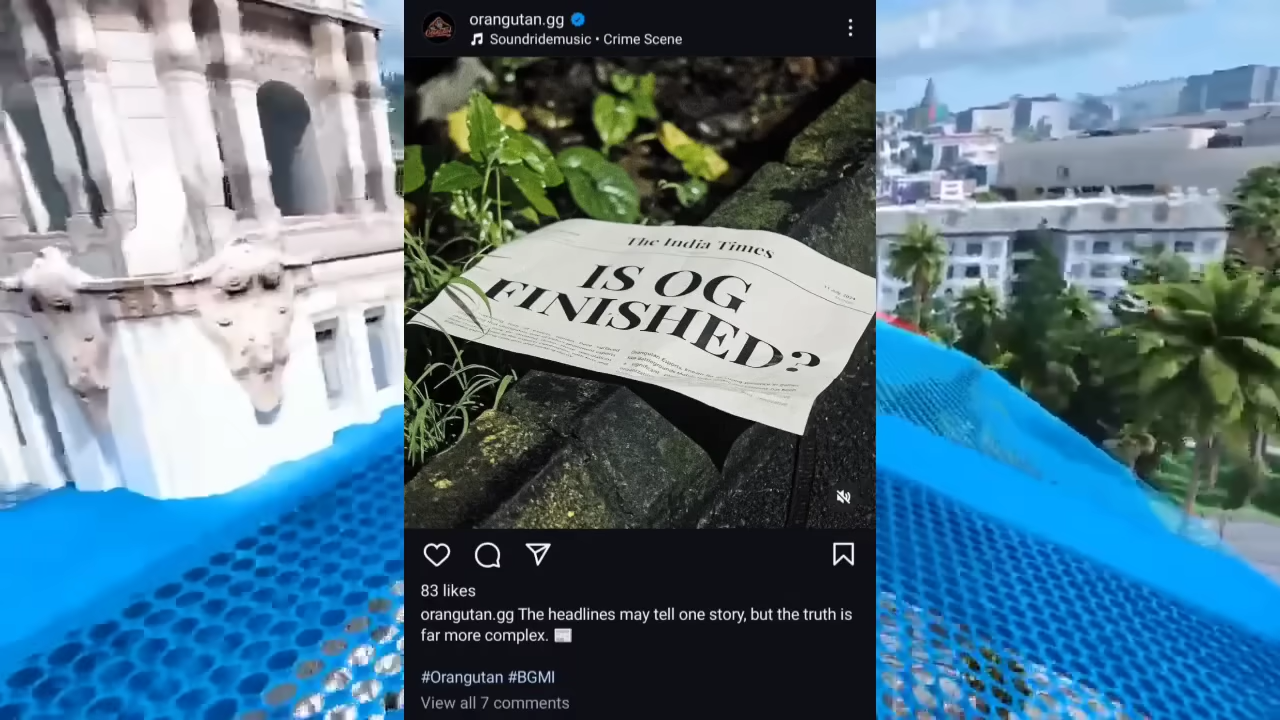 orangutan.gg
Soundridemusic • Crime Scene
The India Times
IS OG
FINISHED?
83 likes
orangutan.gg The headlines may tell one story, but the truth is
far more complex. 📰
#Orangutan #BGMI
View all 7 comments